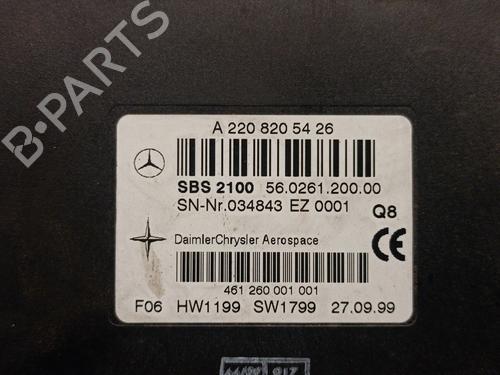 A 220 820 54 26
SBS 2100 56.0261.200.00
SN-Nr.034843 EZ 0001 Q8
DaimlerChrysler Aerospace CE
461 260 001 001
F06 HW1199 SW1799 27.09.99
B-PARTS